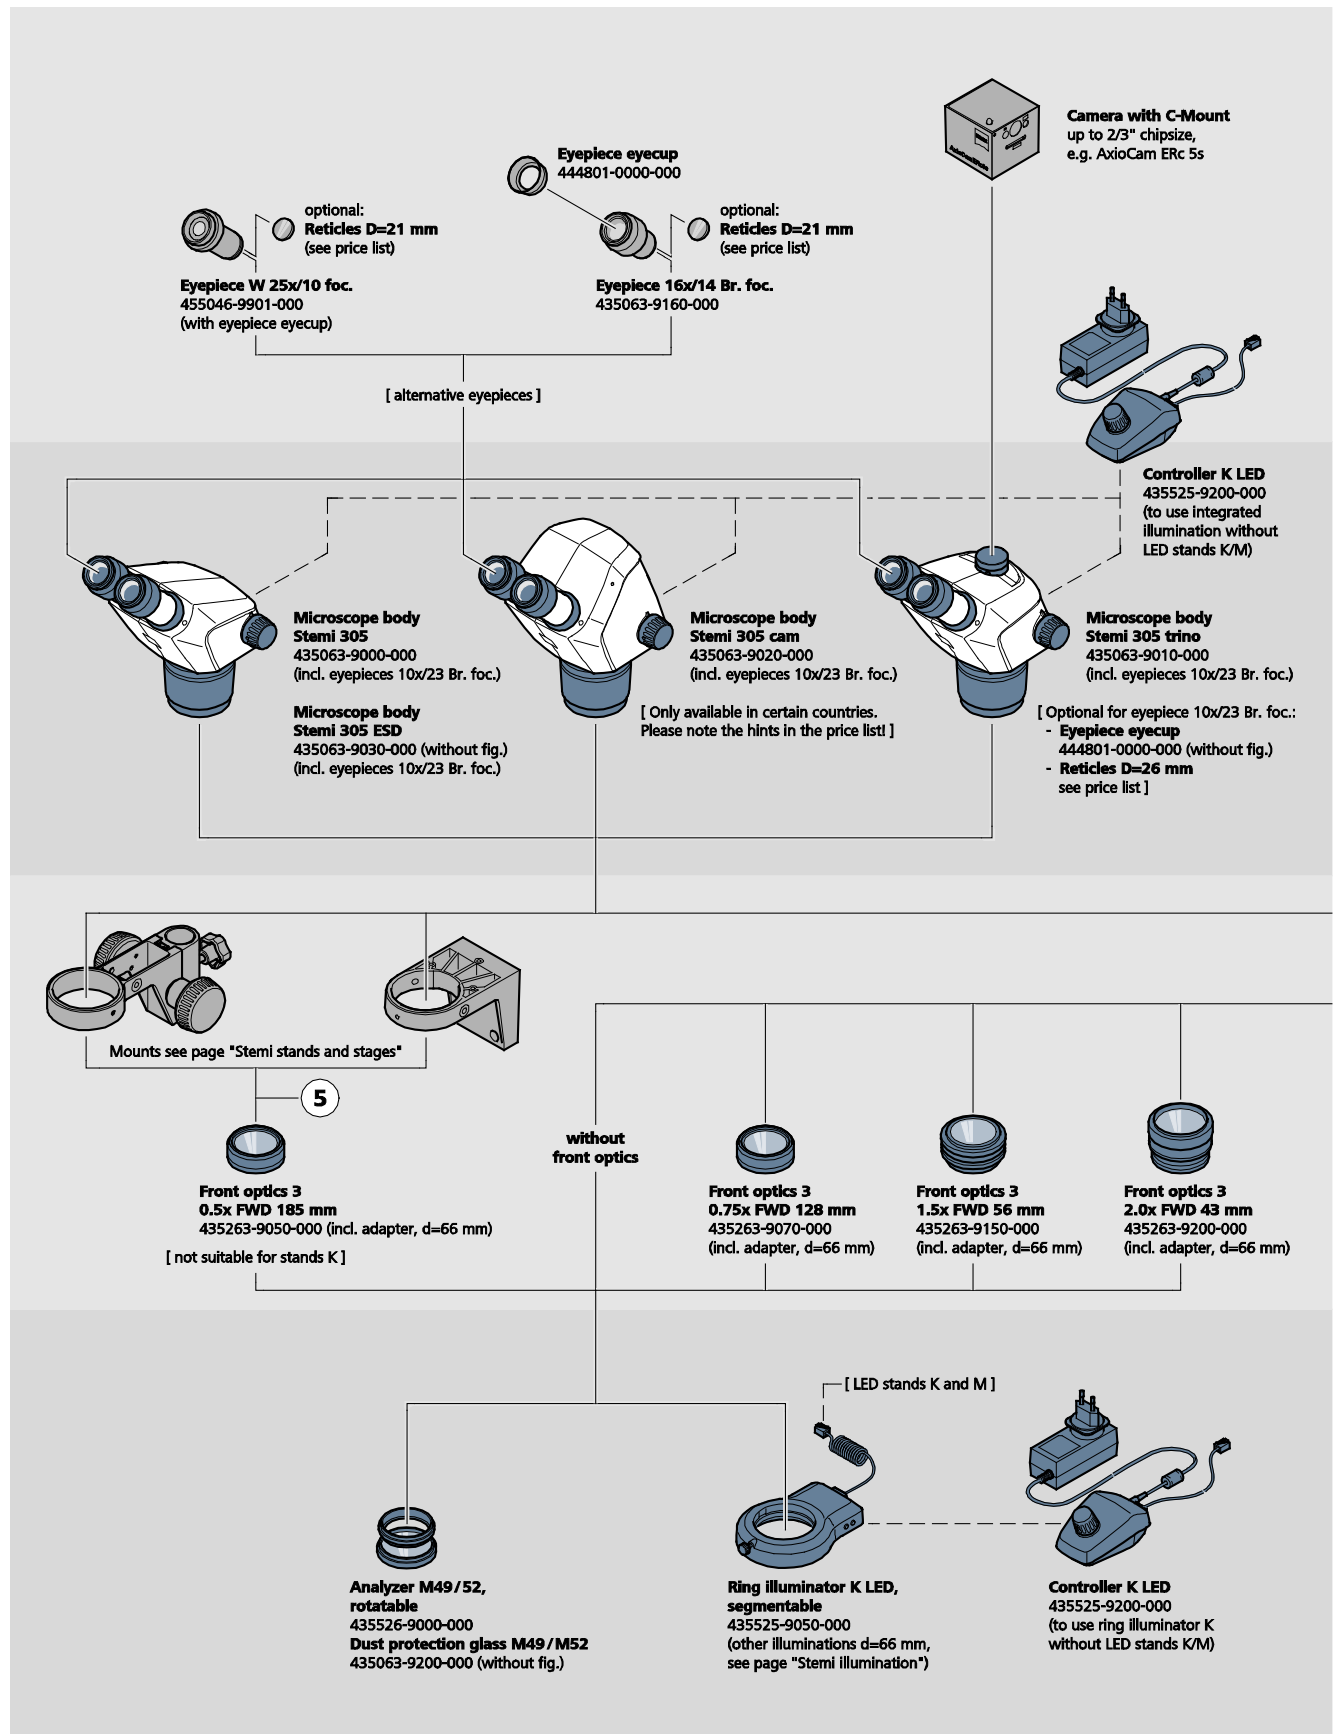 Camera with C-Mount
up to 2/3" chipsize,
e.g. AxioCam ERc 5s
Eyepiece eyecup
444801-0000-000
optional:
Reticles D=21 mm
(see price list)
optional:
Reticles D=21 mm
(see price list)
Eyepiece W 25x/10 foc.
455046-9901-000
(with eyepiece eyecup)
Eyepiece 16x/14 Br. foc.
435063-9160-000
[ alternative eyepieces ]
Controller K LED
435525-9200-000
(to use integrated
illumination without
LED stands K/M)
Microscope body
Stemi 305
435063-9000-000
(incl. eyepieces 10x/23 Br. foc.)
Microscope body
Stemi 305 ESD
435063-9030-000 (without fig.)
(incl. eyepieces 10x/23 Br. foc.)
Microscope body
Stemi 305 cam
435063-9020-000
(incl. eyepieces 10x/23 Br. foc.)
[ Only available in certain countries.
Please note the hints in the price list! ]
Microscope body
Stemi 305 trino
435063-9010-000
(incl. eyepieces 10x/23 Br. foc.)
[ Optional for eyepiece 10x/23 Br. foc.:
- Eyepiece eyecup
444801-0000-000 (without fig.)
- Reticles D=26 mm
see price list ]
Mounts see page "Stemi stands and stages"
5
without
front optics
Front optics 3
0.5x FWD 185 mm
435263-9050-000 (incl. adapter, d=66 mm)
[ not suitable for stands K ]
Front optics 3
0.75x FWD 128 mm
435263-9070-000
(incl. adapter, d=66 mm)
Front optics 3
1.5x FWD 56 mm
435263-9150-000
(incl. adapter, d=66 mm)
Front optics 3
2.0x FWD 43 mm
435263-9200-000
(incl. adapter, d=66 mm)
[ LED stands K and M ]
Analyzer M49/52,
rotatable
435526-9000-000
Dust protection glass M49/M52
435063-9200-000 (without fig.)
Ring illuminator K LED,
segmentable
435525-9050-000
(other illuminations d=66 mm,
see page "Stemi illumination")
Controller K LED
435525-9200-000
(to use ring illuminator K
without LED stands K/M)